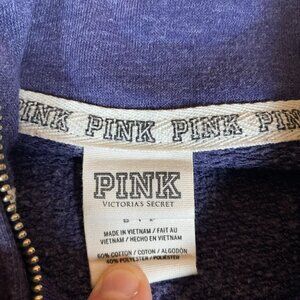 PINK PINK PINK PINK
PINK
VICTORIA'S SECRET
MADE IN VIETNAM / FAIT AU
VIETNAM / HECHO EN VIETNAM
60% COTTON / COTON / ALGODÓN
40% POLYESTER / POLIÉSTER